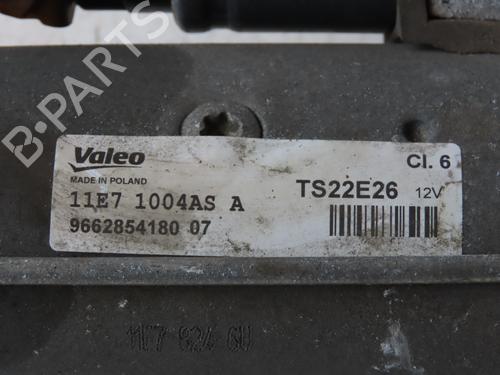 Valeo
Cl. 6
MADE IN POLAND
TS22E26 12V
11E7 1004AS A
9662854180 07
B-PARTS